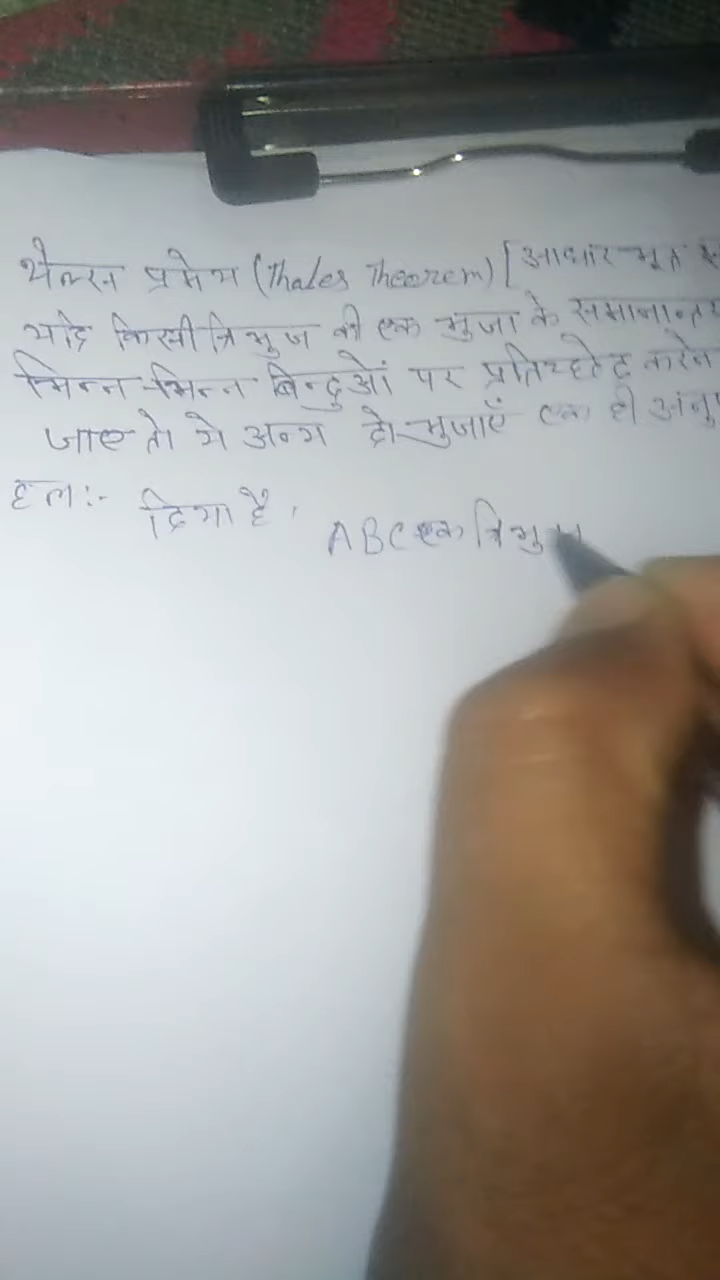 थेल्स प्रमेय (Thales Theorem) [आधारभूत
यदि किसी त्रिभुज की एक भुजा के समान्तर
भिन्न-भिन्न बिन्दुओं पर प्रतिच्छेद करने
जाए तो ये अन्य दो भुजाएँ एक ही अनु
हल:- दिया है,
ABC एक त्रिभु